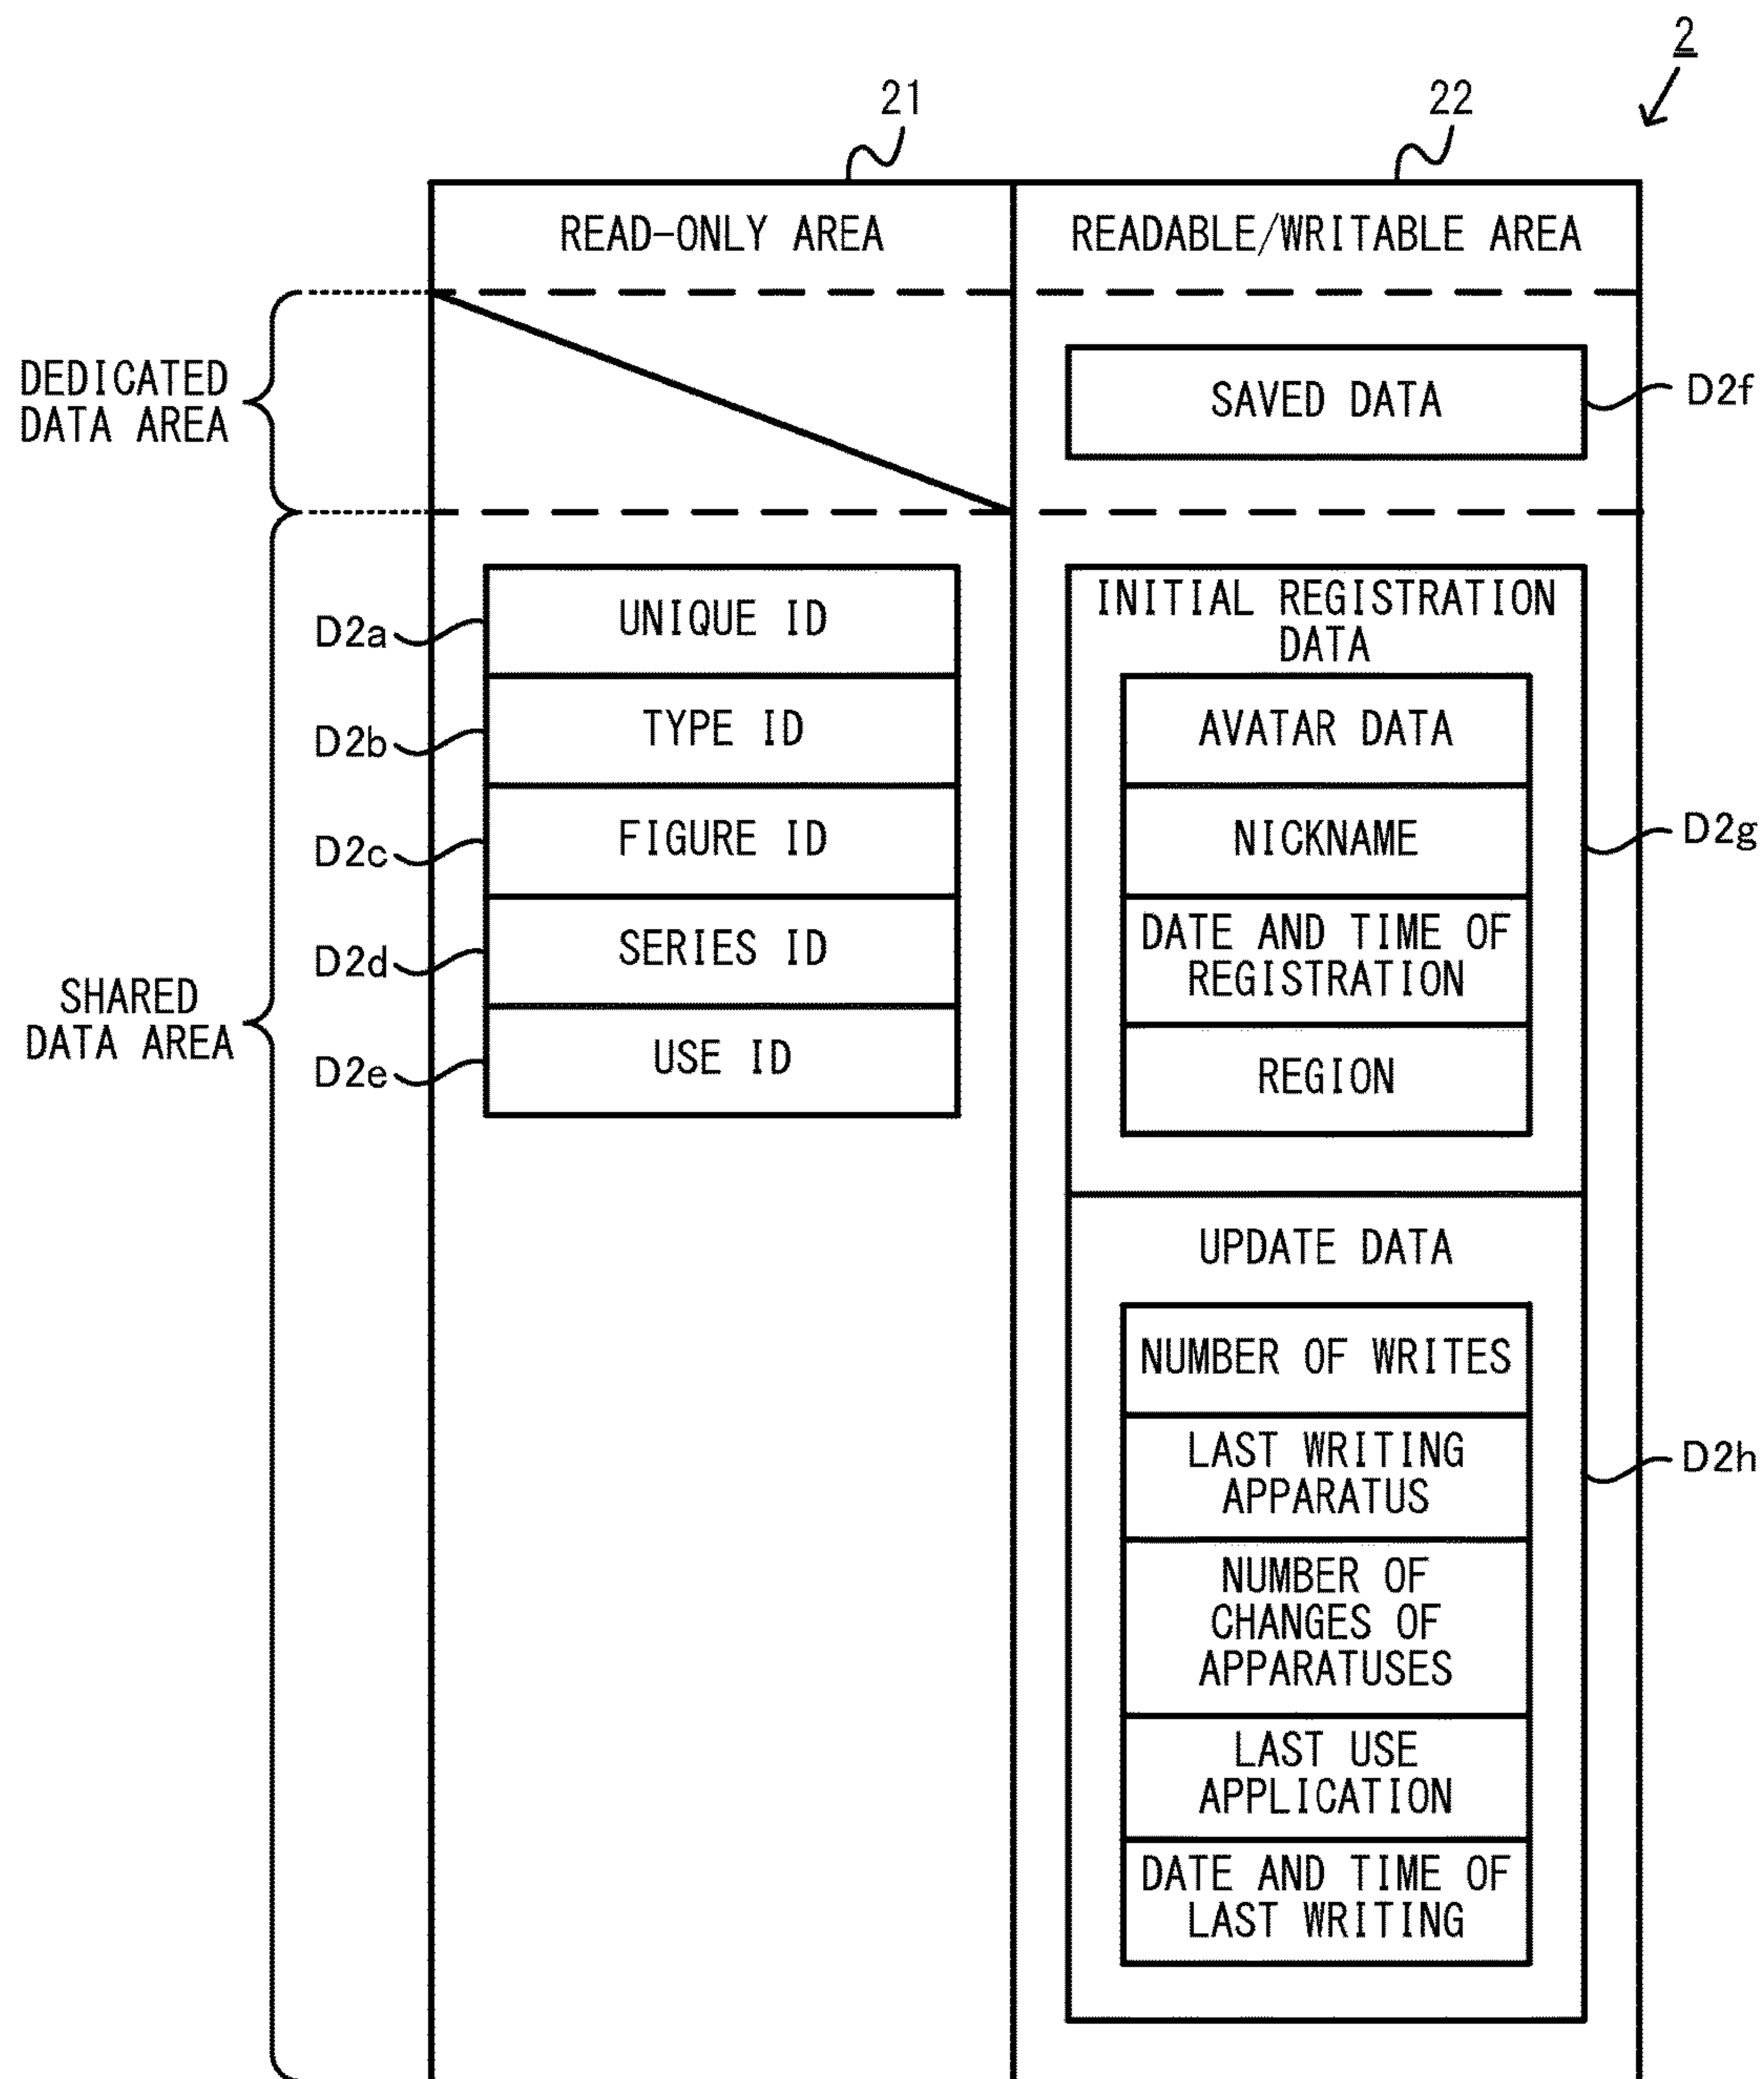 2
21
22
READ-ONLY AREA
READABLE/WRITABLE AREA
DEDICATED
DATA AREA
SAVED DATA
D2f
SHARED
DATA AREA
D2a
UNIQUE ID
D2b
TYPE ID
D2c
FIGURE ID
D2d
SERIES ID
D2e
USE ID
INITIAL REGISTRATION
DATA
AVATAR DATA
NICKNAME
DATE AND TIME OF
REGISTRATION
REGION
D2g
UPDATE DATA
NUMBER OF WRITES
LAST WRITING
APPARATUS
NUMBER OF
CHANGES OF
APPARATUSES
LAST USE
APPLICATION
DATE AND TIME OF
LAST WRITING
D2h